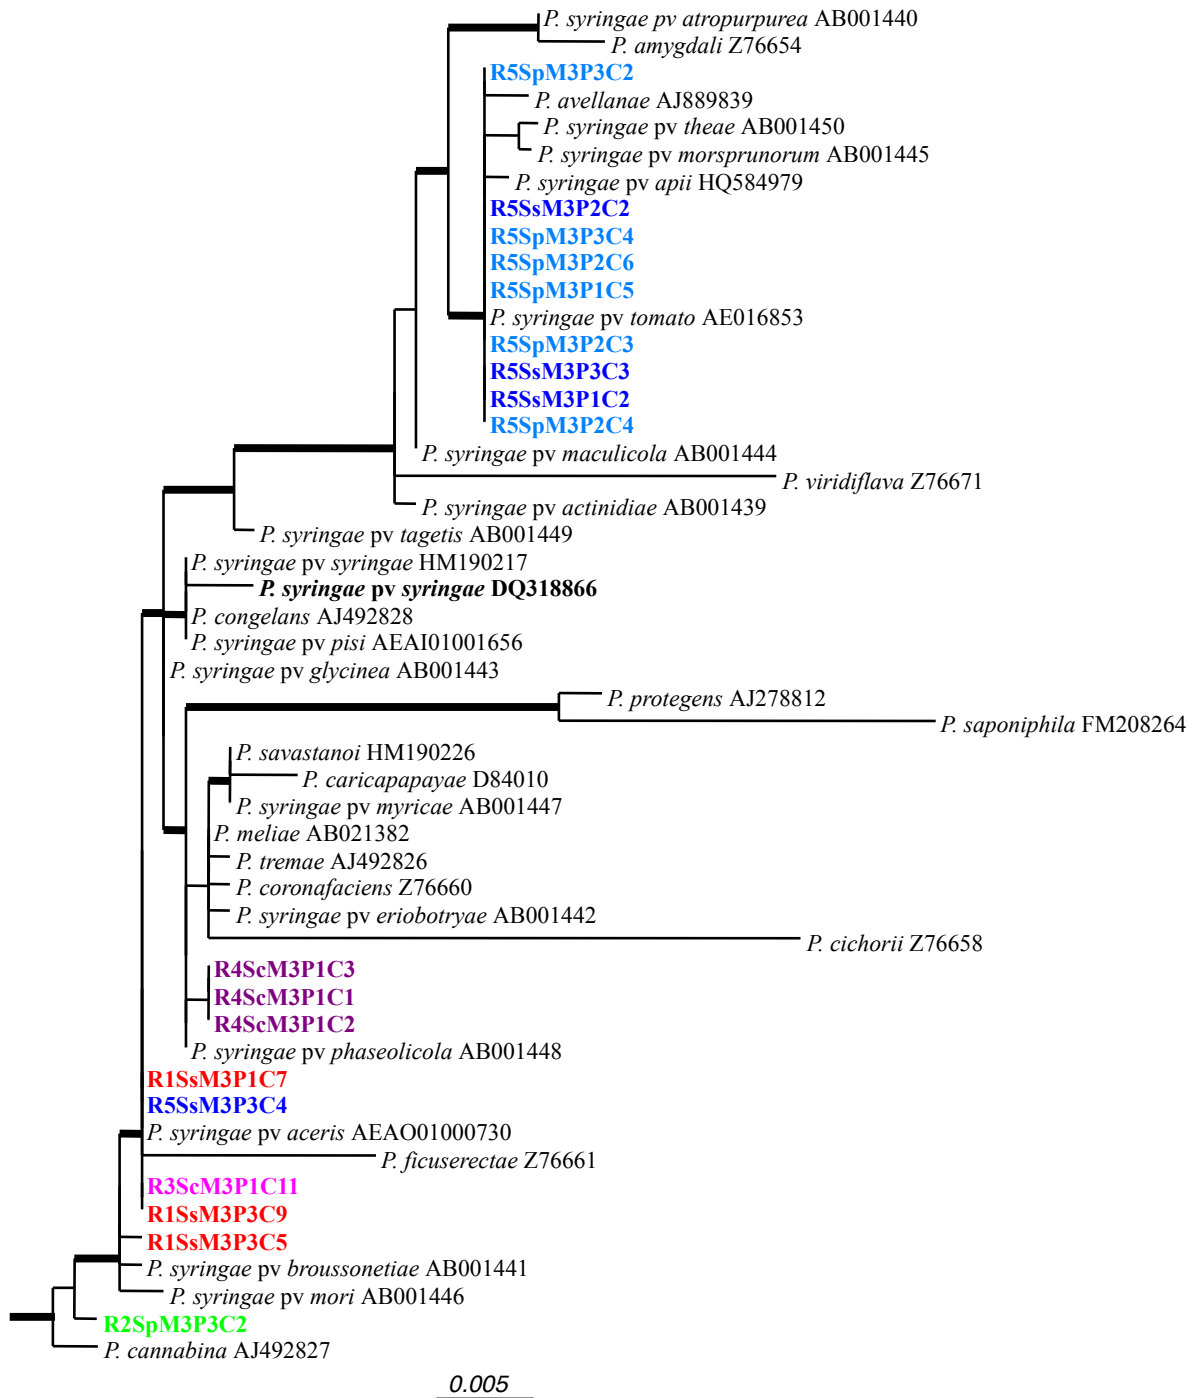 P. syringae pv atropurpurea AB001440
P. amygdali Z76654
R5SpM3P3C2
P. avellanae AJ889839
P. syringae pv theae AB001450
P. syringae pv morsprunorum AB001445
P. syringae pv apii HQ584979
R5SsM3P2C2
R5SpM3P3C4
R5SpM3P2C6
R5SpM3P1C5
P. syringae pv tomato AE016853
R5SpM3P2C3
R5SsM3P3C3
R5SsM3P1C2
R5SpM3P2C4
P. syringae pv maculicola AB001444
P. viridiflava Z76671
P. syringae pv actinidiae AB001439
P. syringae pv tagetis AB001449
P. syringae pv syringae HM190217
P. syringae pv syringae DQ318866
P. congelans AJ492828
P. syringae pv pisi AEAI01001656
P. syringae pv glycinea AB001443
P. protegens AJ278812
P. saponiphila FM208264
P. savastanoi HM190226
P. caricapapayae D84010
P. syringae pv myricae AB001447
P. meliae AB021382
P. tremae AJ492826
P. coronafaciens Z76660
P. syringae pv eriobotryae AB001442
P. cichorii Z76658
R4ScM3P1C3
R4ScM3P1C1
R4ScM3P1C2
P. syringae pv phaseolicola AB001448
R1SsM3P1C7
R5SsM3P3C4
P. syringae pv aceris AEAO01000730
P. ficuserectae Z76661
R3ScM3P1C11
R1SsM3P3C9
R1SsM3P3C5
P. syringae pv broussonetiae AB001441
P. syringae pv mori AB001446
R2SpM3P3C2
P. cannabina AJ492827
0.005